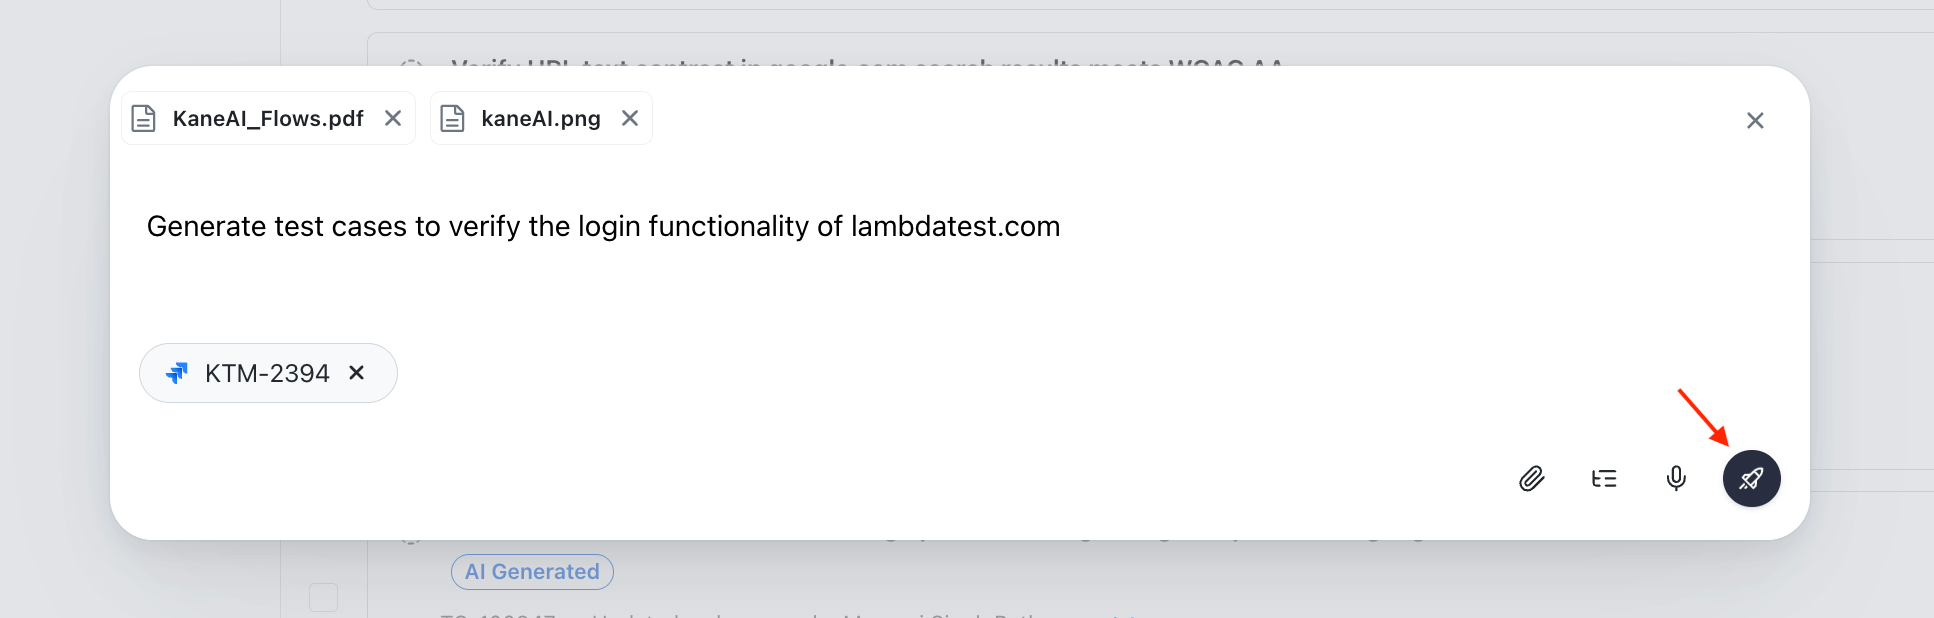 Verify URL text contrast in google.com search results meets WCAG AA
KaneAI_Flows.pdf
kaneAI.png
Generate test cases to verify the login functionality of lambdatest.com
KTM-2394
AI Generated